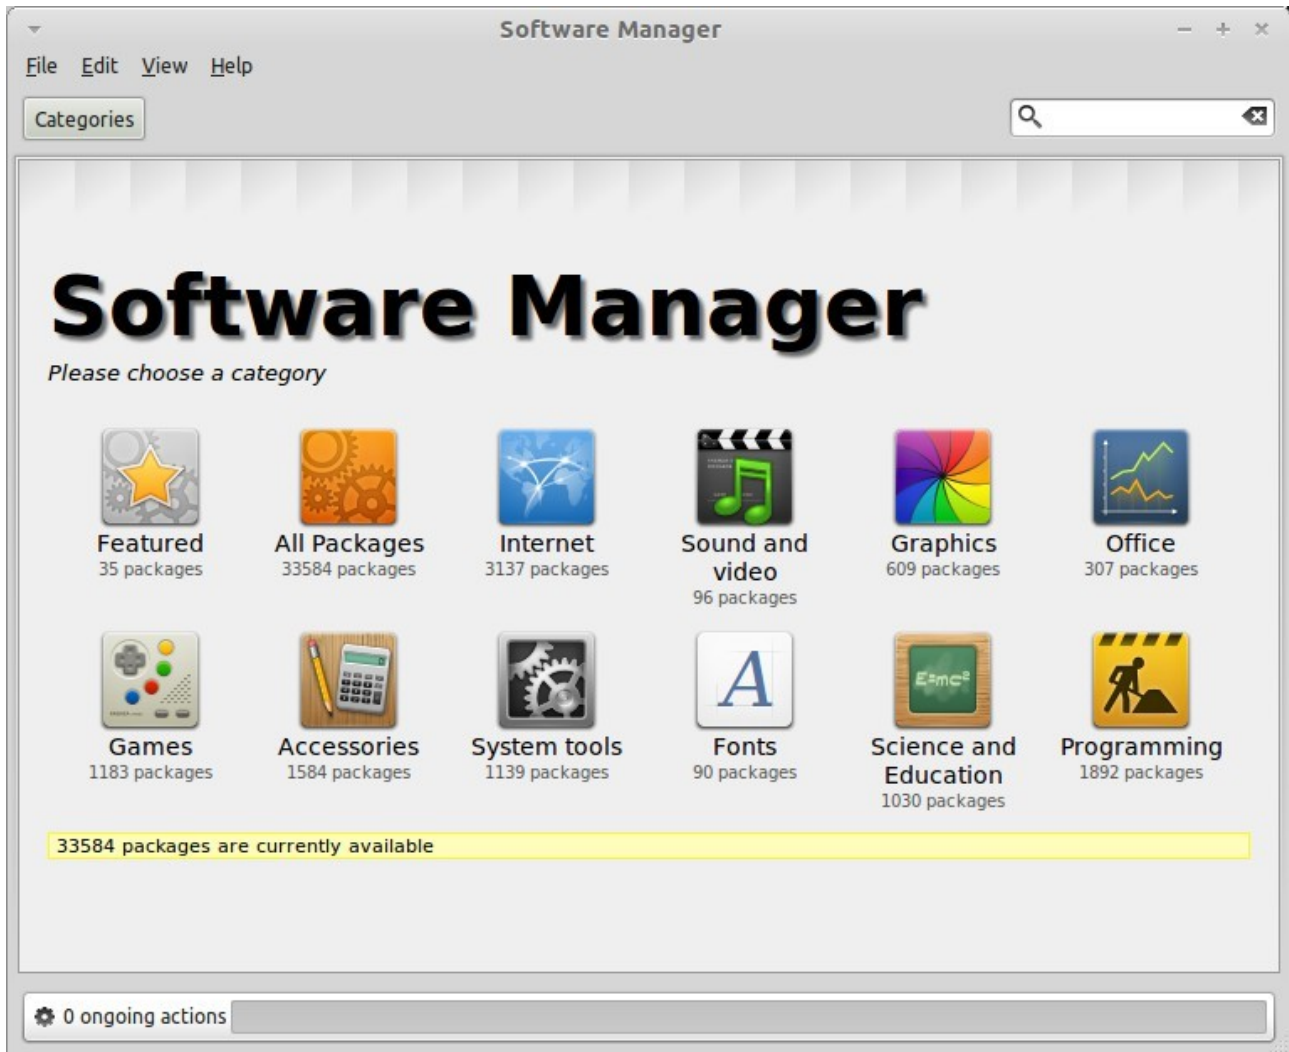 Software Manager
File Edit View Help
Categories
Software Manager
Please choose a category
Featured
35 packages
All Packages
33584 packages
Internet
3137 packages
Sound and
video
96 packages
Graphics
609 packages
Office
307 packages
Games
1183 packages
Accessories
1584 packages
System tools
1139 packages
A
Fonts
90 packages
E=mc²
Science and
Education
1030 packages
Programming
1892 packages
33584 packages are currently available
0 ongoing actions